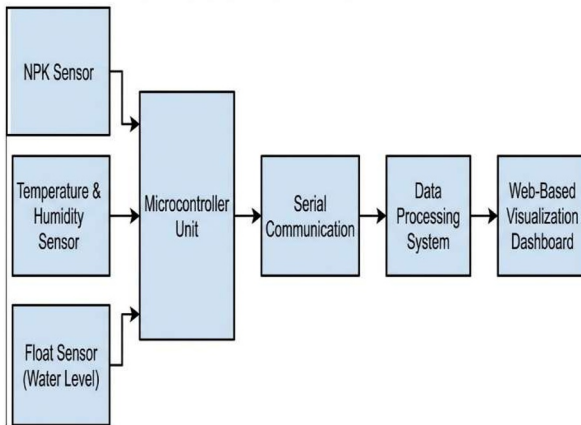 NPK Sensor
Temperature &
Humidity
Sensor
Float Sensor
(Water Level)
Microcontroller
Unit
Serial
Communication
Data
Processing
System
Web-Based
Visualization
Dashboard